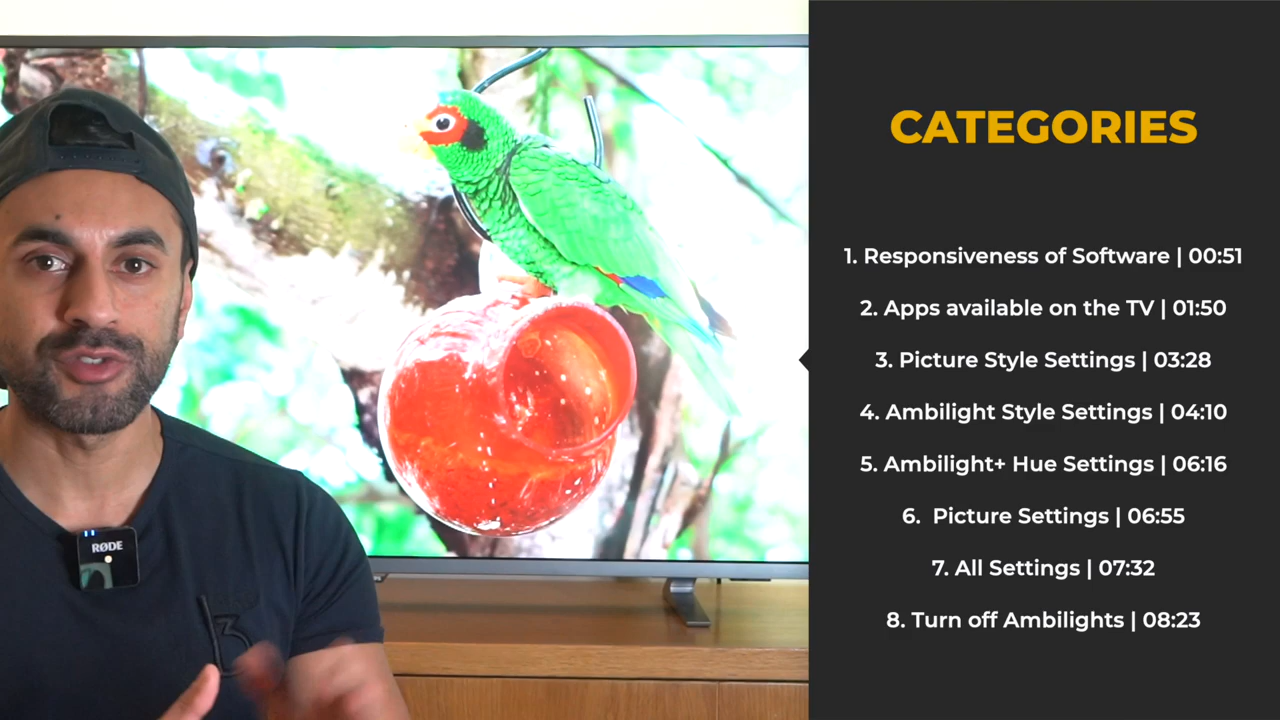 CATEGORIES
1. Responsiveness of Software | 00:51
2. Apps available on the TV | 01:50
3. Picture Style Settings | 03:28
4. Ambilight Style Settings | 04:10
5. Ambilight+ Hue Settings | 06:16
6.  Picture Settings | 06:55
7. All Settings | 07:32
8. Turn off Ambilights | 08:23
RØDE